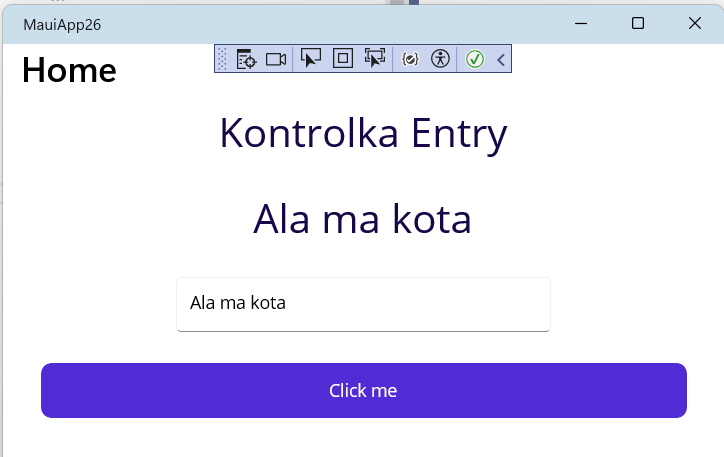 MauiApp26
Home
Kontrolka Entry
Ala ma kota
Ala ma kota
Click me